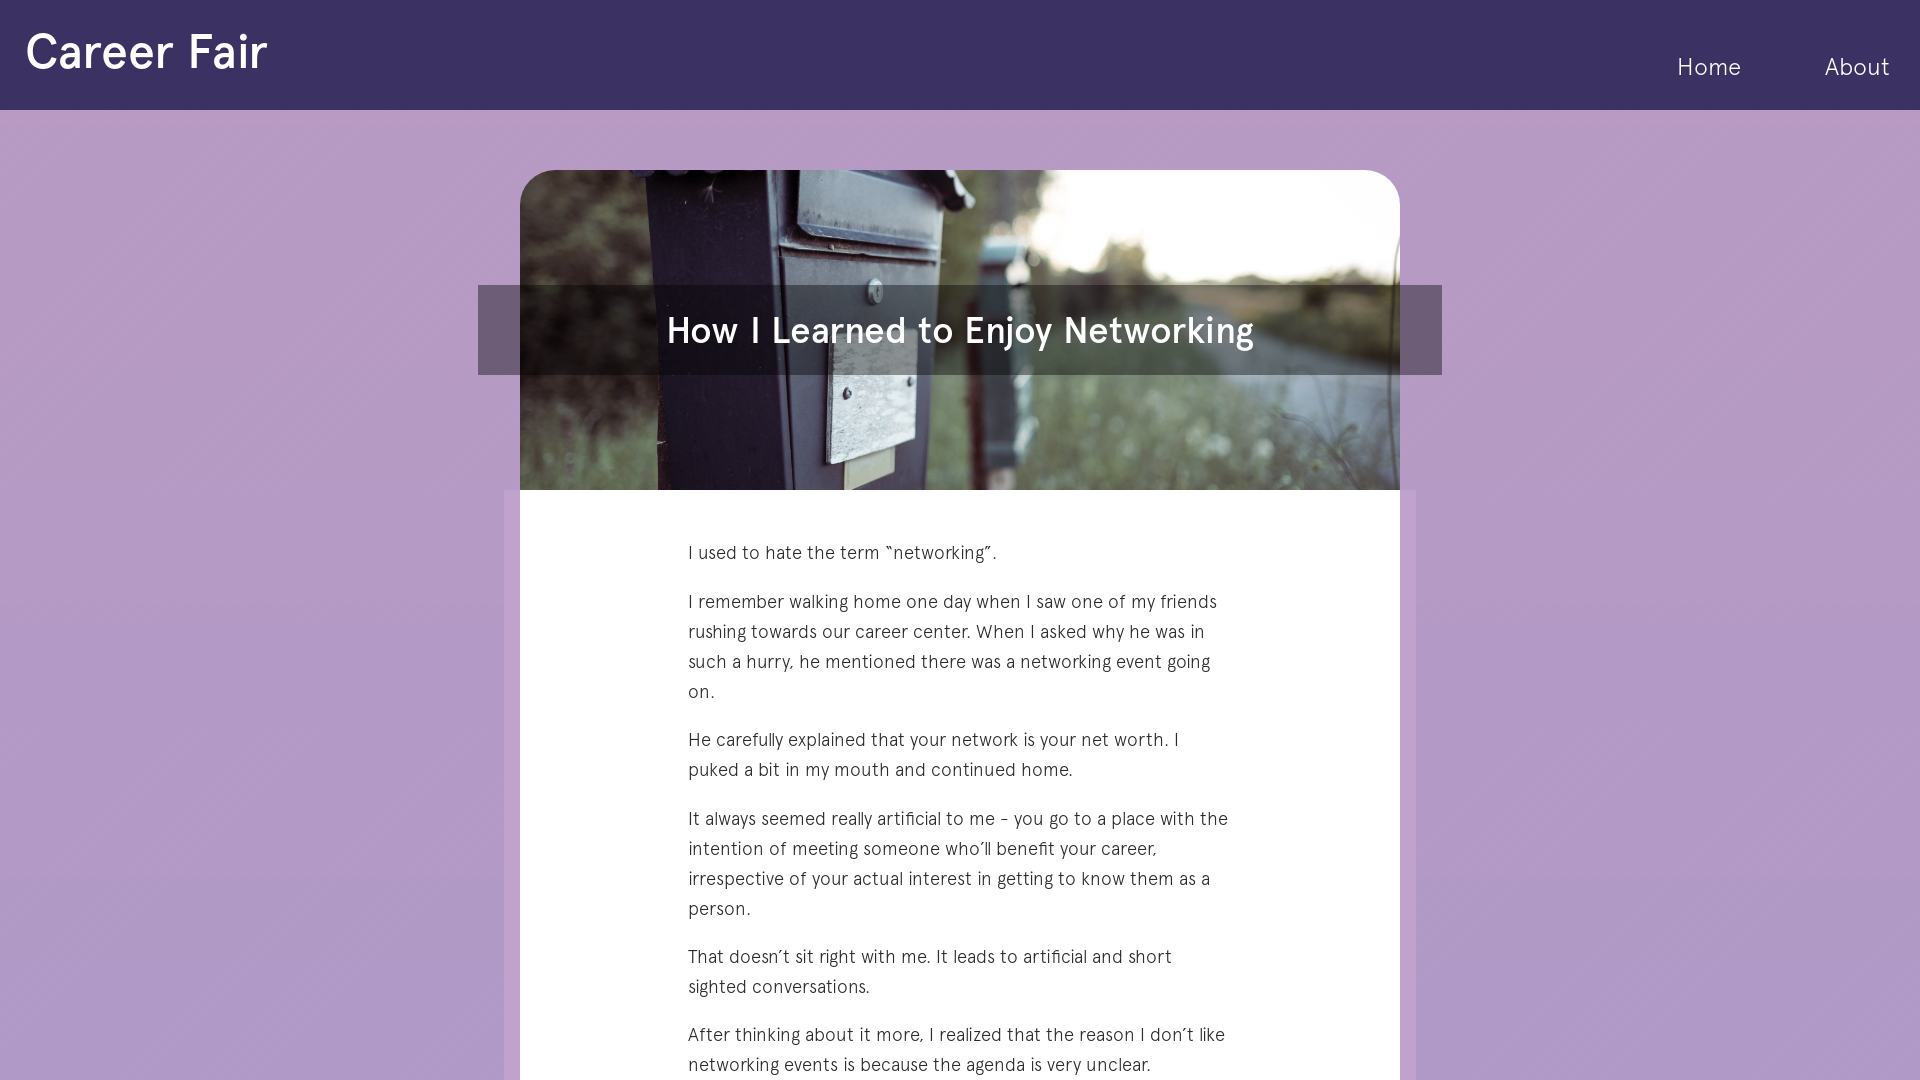 Career Fair
Home
About
How I Learned to Enjoy Networking
I used to hate the term “networking”.
I remember walking home one day when I saw one of my friends
rushing towards our career center. When I asked why he was in
such a hurry, he mentioned there was a networking event going
on.
He carefully explained that your network is your net worth. I
puked a bit in my mouth and continued home.
It always seemed really artificial to me - you go to a place with the
intention of meeting someone who’ll benefit your career,
irrespective of your actual interest in getting to know them as a
person.
That doesn’t sit right with me. It leads to artificial and short
sighted conversations.
After thinking about it more, I realized that the reason I don’t like
networking events is because the agenda is very unclear.